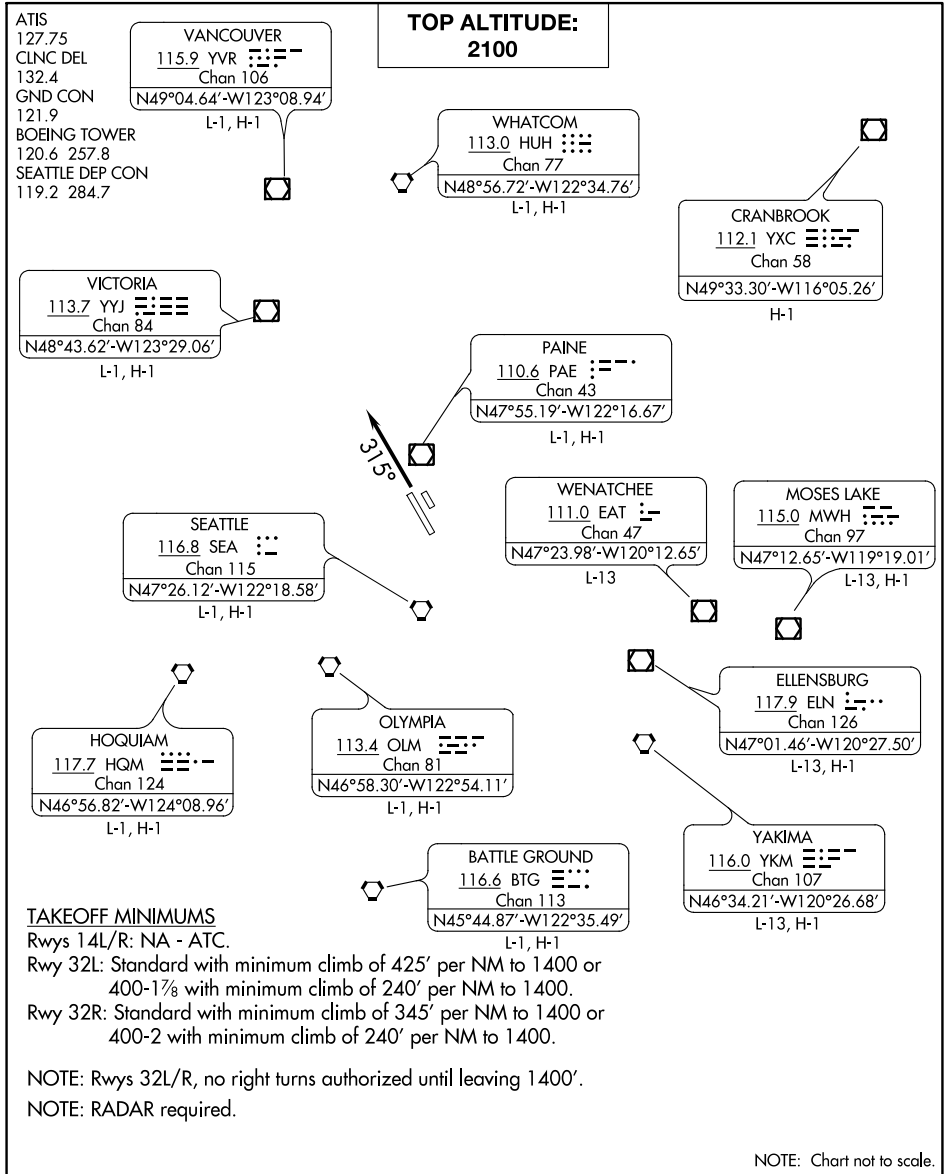 ATIS
127.75
CLNC DEL
132.4
GND CON
121.9
BOEING TOWER
120.6 257.8
SEATTLE DEP CON
119.2 284.7
TOP ALTITUDE:
2100
VANCOUVER
115.9 YVR
Chan 106
N49°04.64’-W123°08.94’
L-1, H-1
WHATCOM
113.0 HUH
Chan 77
N48°56.72’-W122°34.76’
L-1, H-1
CRANBROOK
112.1 YXC
Chan 58
N49°33.30’-W116°05.26’
H-1
VICTORIA
113.7 YYJ
Chan 84
N48°43.62’-W123°29.06’
L-1, H-1
PAINE
110.6 PAE
Chan 43
N47°55.19’-W122°16.67’
L-1, H-1
315°
SEATTLE
116.8 SEA
Chan 115
N47°26.12’-W122°18.58’
L-1, H-1
WENATCHEE
111.0 EAT
Chan 47
N47°23.98’-W120°12.65’
L-13
MOSES LAKE
115.0 MWH
Chan 97
N47°12.65’-W119°19.01’
L-13, H-1
HOQUIAM
117.7 HQM
Chan 124
N46°56.82’-W124°08.96’
L-1, H-1
OLYMPIA
113.4 OLM
Chan 81
N46°58.30’-W122°54.11’
L-1, H-1
ELLENSBURG
117.9 ELN
Chan 126
N47°01.46’-W120°27.50’
L-13, H-1
BATTLE GROUND
116.6 BTG
Chan 113
N45°44.87’-W122°35.49’
L-1, H-1
YAKIMA
116.0 YKM
Chan 107
N46°34.21’-W120°26.68’
L-13, H-1
TAKEOFF MINIMUMS
Rwys 14L/R: NA - ATC.
Rwy 32L: Standard with minimum climb of 425’ per NM to 1400 or
400-1⅞ with minimum climb of 240’ per NM to 1400.
Rwy 32R: Standard with minimum climb of 345’ per NM to 1400 or
400-2 with minimum climb of 240’ per NM to 1400.
NOTE: Rwys 32L/R, no right turns authorized until leaving 1400’.
NOTE: RADAR required.
NOTE: Chart not to scale.